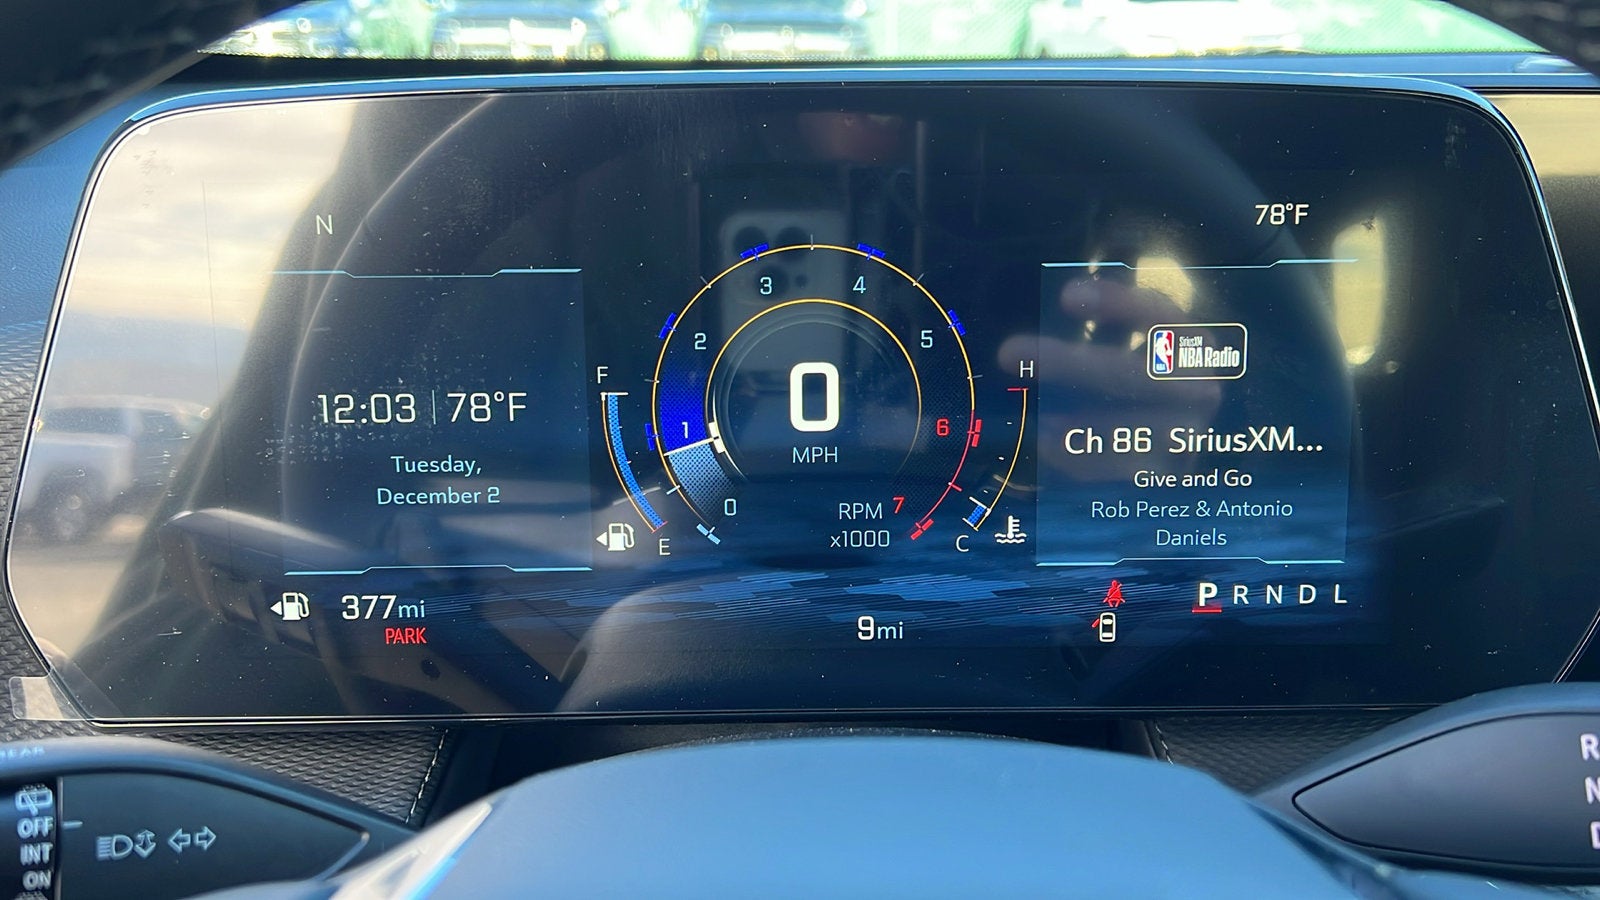 N
78°F
12:03 | 78°F
Tuesday,
December 2
F
E
3
4
2
5
1
6
0
7
0
MPH
RPM
x1000
H
C
SiriusXM
NBA Radio
NBA
Ch 86 SiriusXM...
Give and Go
Rob Perez & Antonio
Daniels
377mi
PARK
9mi
P R N D L
REAR
OFF
INT
ON
R
N
D